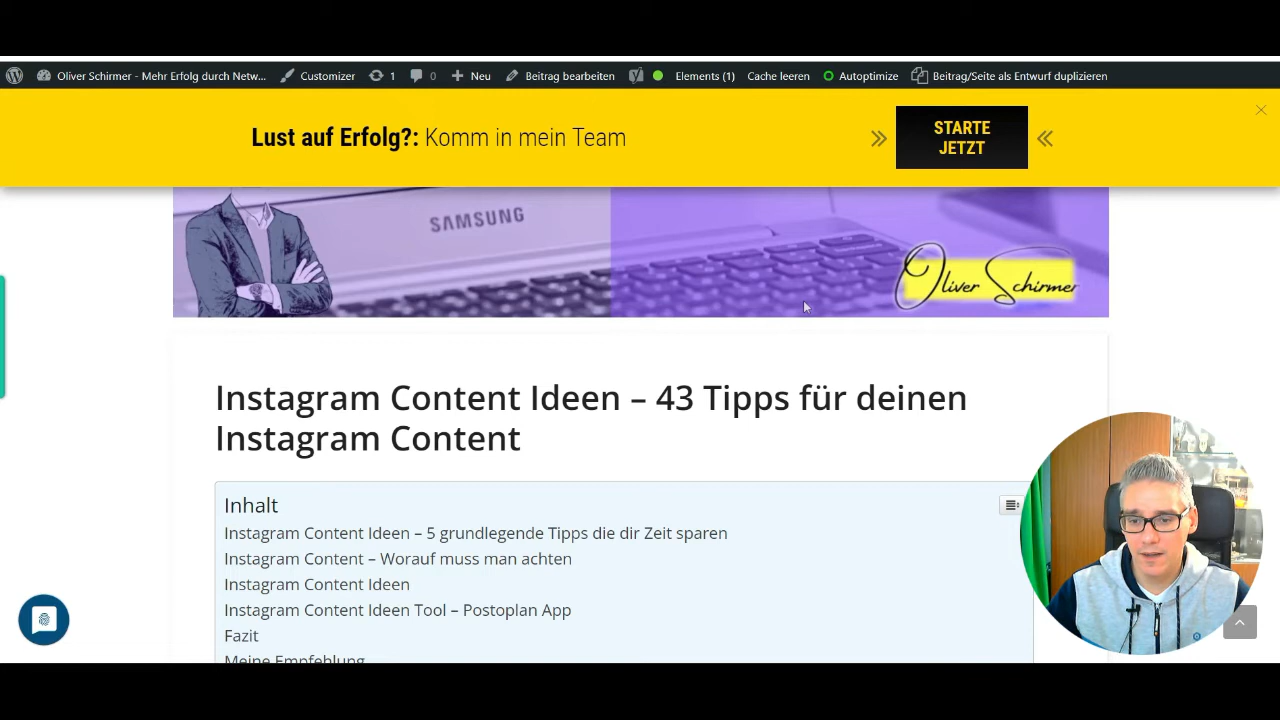 Oliver Schirmer - Mehr Erfolg durch Netw... Customizer 1 0 Neu Beitrag bearbeiten Elements (1) Cache leeren Autoptimize Beitrag/Seite als Entwurf duplizieren
Lust auf Erfolg?: Komm in mein Team
STARTE
JETZT
SAMSUNG
Oliver Schirmer
Instagram Content Ideen – 43 Tipps für deinen
Instagram Content
Inhalt
Instagram Content Ideen – 5 grundlegende Tipps die dir Zeit sparen
Instagram Content – Worauf muss man achten
Instagram Content Ideen
Instagram Content Ideen Tool – Postoplan App
Fazit
Meine Empfehlung